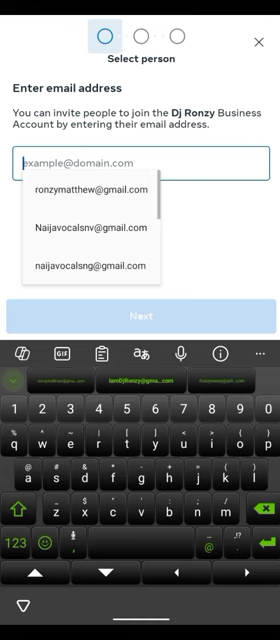 Select person
Enter email address
You can invite people to join the Dj Ronzy Business
Account by entering their email address.
example@domain.com
ronzymatthew@gmail.com
Naijavocalsnv@gmail.com
naijavocalsng@gmail.com
Next
GIF
IamDjRonzy@gma...com
1 2 3 4 5 6 7 8 9 0
q w e r t y u i o p
a s d f g h j k l
z x c v b n m
123 , @ .